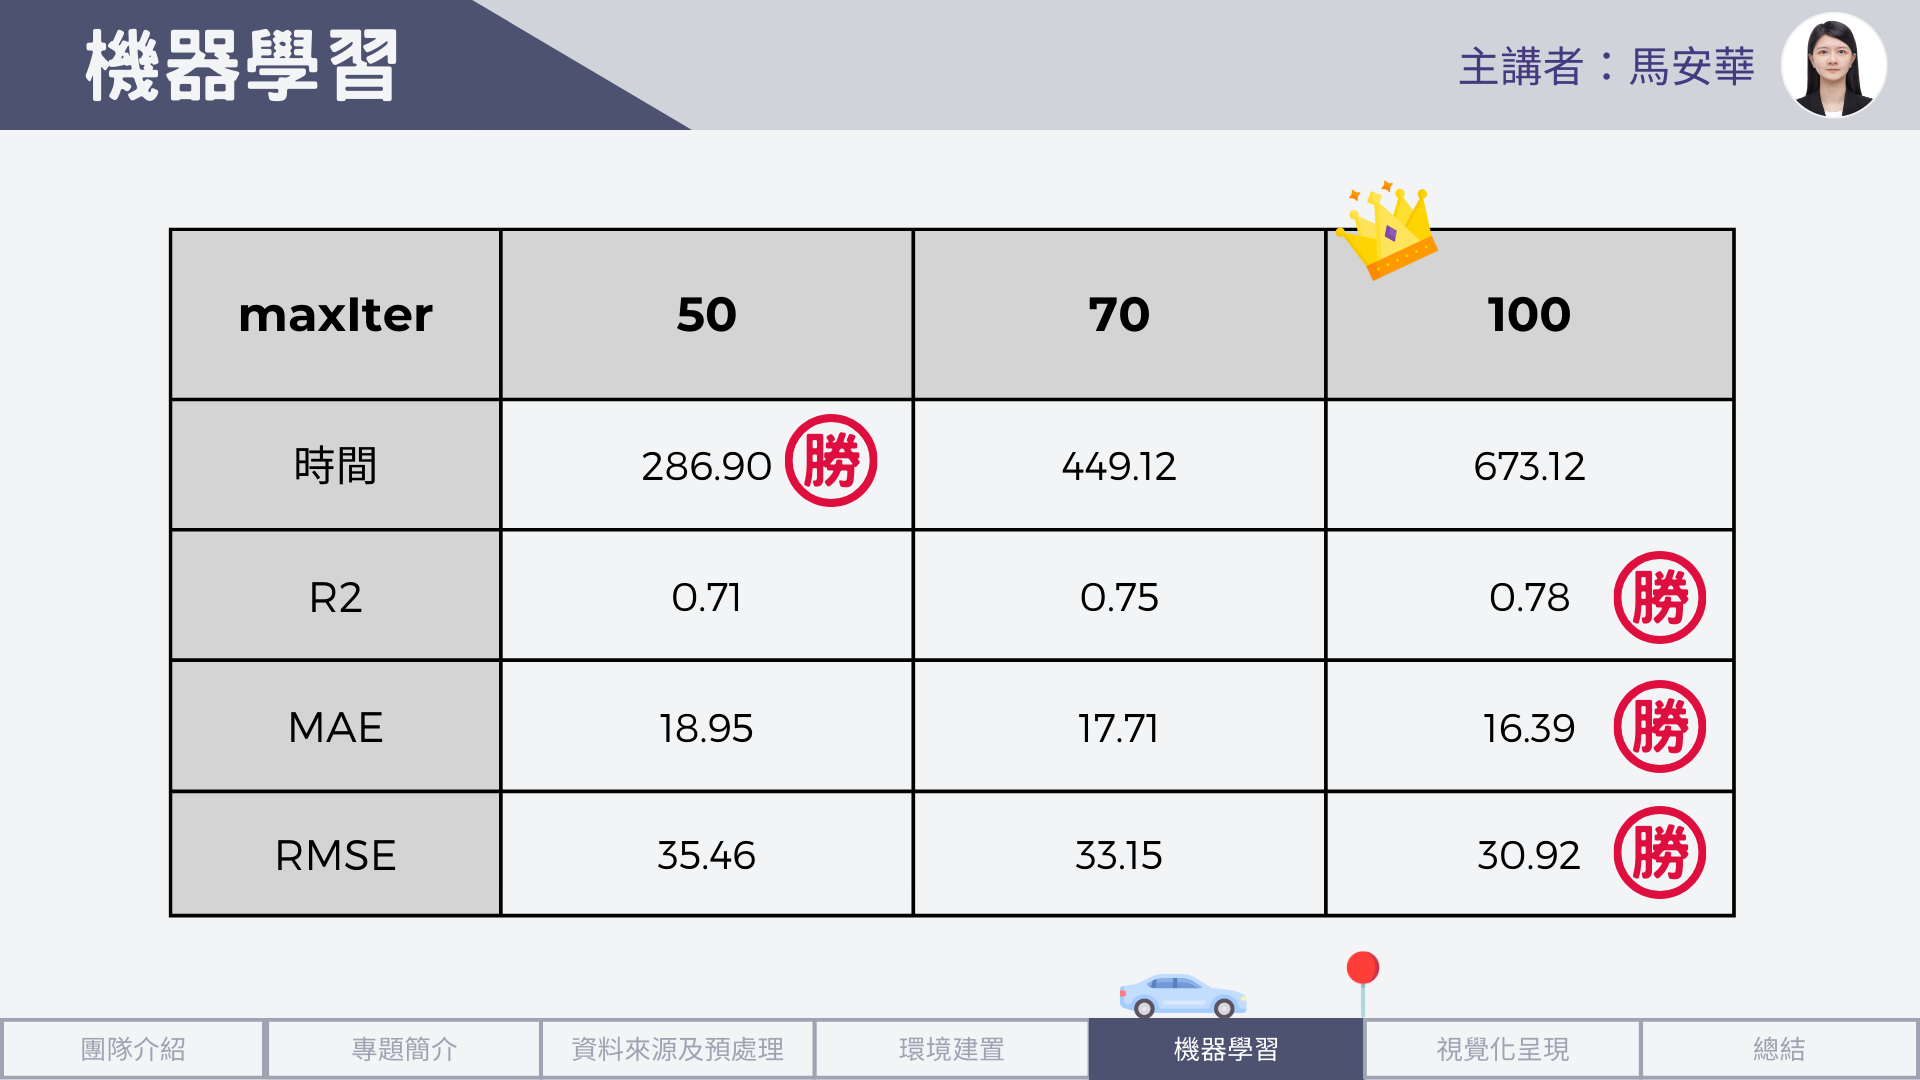 機器學習
主講者：馬安華
maxIter 50 70 100
時間 286.90 勝 449.12 673.12
R2 0.71 0.75 0.78 勝
MAE 18.95 17.71 16.39 勝
RMSE 35.46 33.15 30.92 勝
團隊介紹 專題簡介 資料來源及預處理 環境建置 機器學習 視覺化呈現 總結